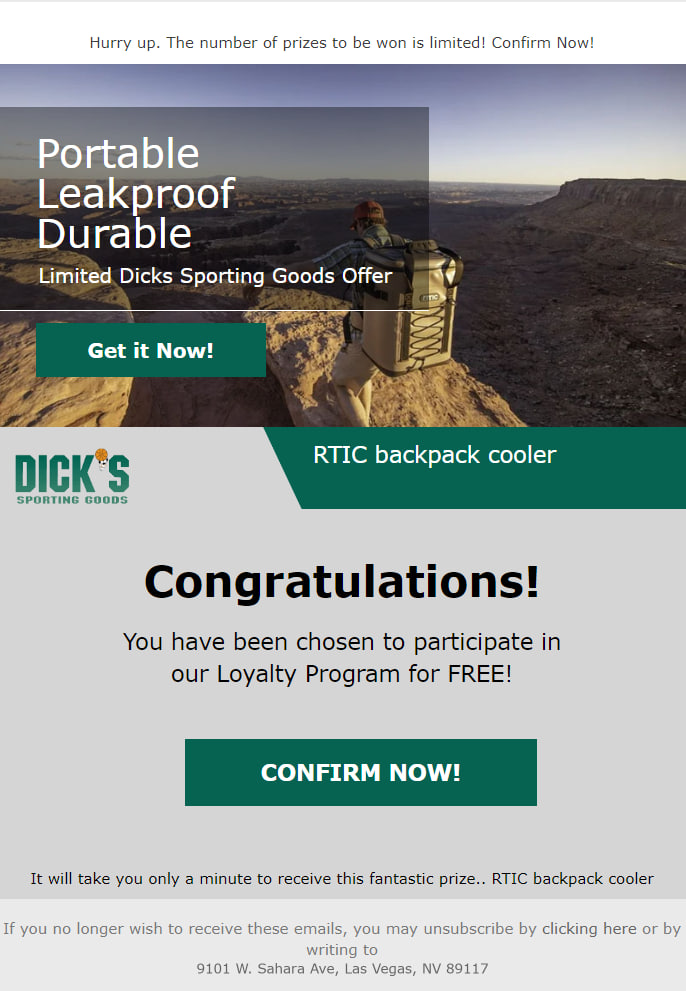 Hurry up. The number of prizes to be won is limited! Confirm Now!
Portable
Leakproof
Durable
Limited Dicks Sporting Goods Offer
RTIC
Get it Now!
DICK'S
SPORTING GOODS
RTIC backpack cooler
Congratulations!
You have been chosen to participate in
our Loyalty Program for FREE!
CONFIRM NOW!
It will take you only a minute to receive this fantastic prize.. RTIC backpack cooler
If you no longer wish to receive these emails, you may unsubscribe by clicking here or by
writing to
9101 W. Sahara Ave, Las Vegas, NV 89117